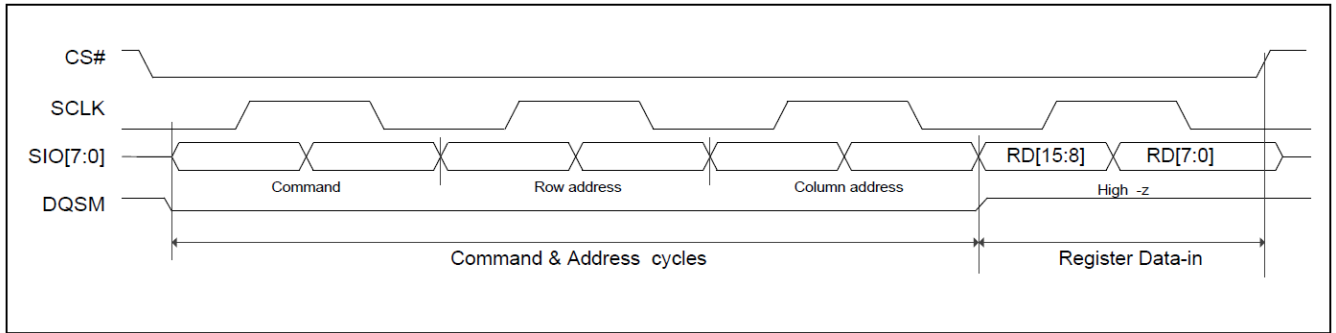 CS#
SCLK
SIO[7:0]
RD[15:8] RD[7:0]
Command Row address Column address
DQSM
High -z
Command & Address cycles
Register Data-in